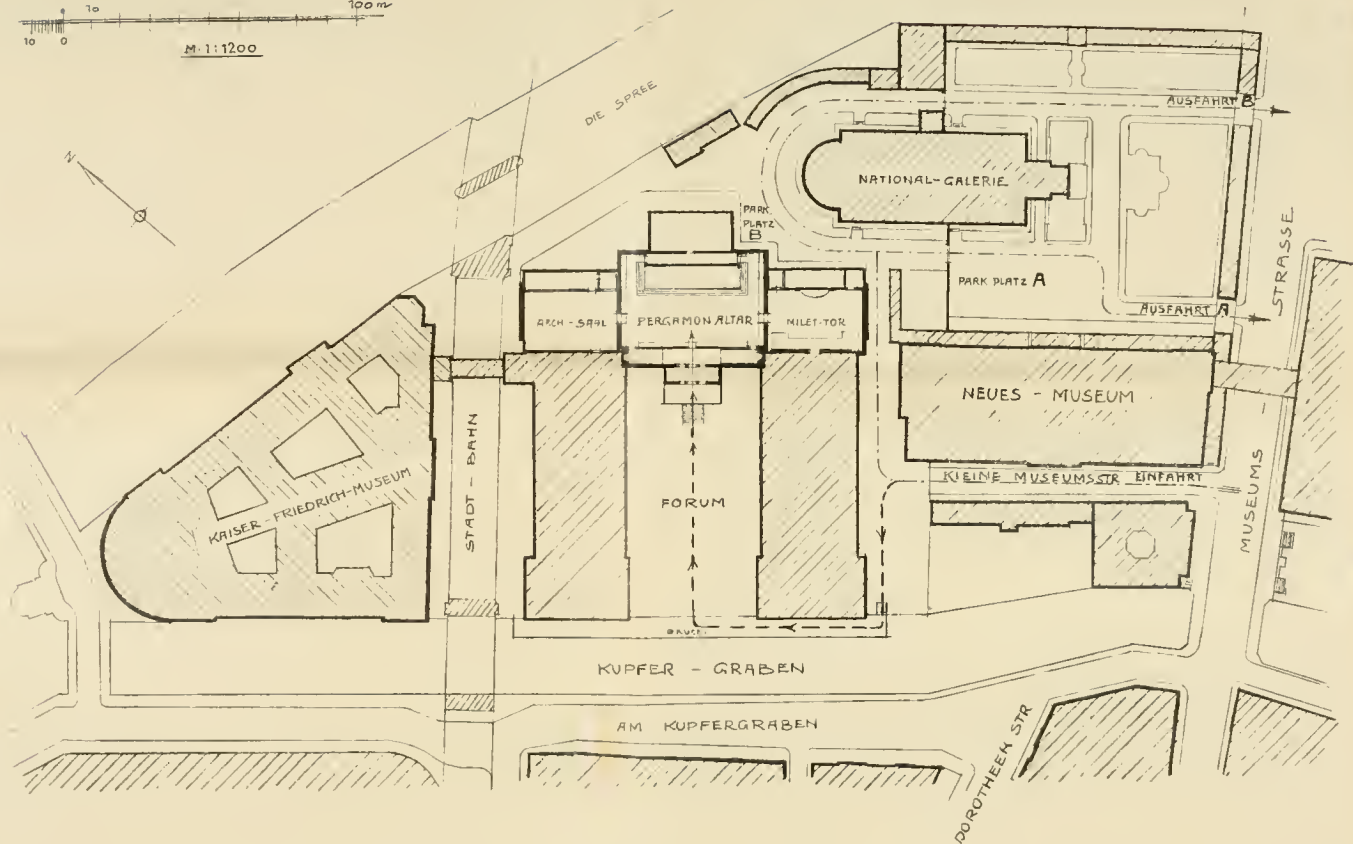 10
100 m
10
0
M. 1:1200
N
DIE SPREE
AUSFAHRT B
NATIONAL-GALERIE
PARK
PLATZ
B
PARK PLATZ A
STRASSE
AUSFAHRT A
ARCH-SAAL
PERGAMON ALTAR
MILET-TOR
NEUES - MUSEUM
KAISER-FRIEDRICH-MUSEUM
STADT-BAHN
FORUM
KLEINE MUSEUMSSTR
EINFAHRT
MUSEUMS
KUPFER - GRABEN
AM KUPFERGRABEN
DOROTHEEN STR